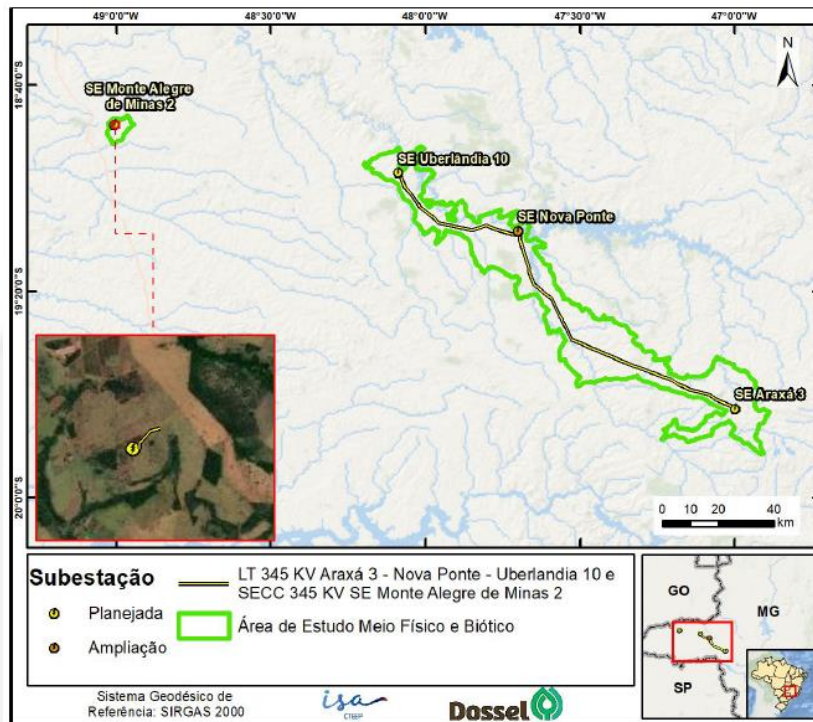 49°0'0"W
48°30'0"W
48°0'0"W
47°30'0"W
47°0'0"W
18°40'0"S
19°20'0"S
20°0'0"S
N
SE Monte Alegre
de Minas 2
SE Uberlândia 10
SE Nova Ponte
SE Araxá 3
0 10 20 40
km
Subestação
Planejada
Ampliação
LT 345 KV Araxá 3 - Nova Ponte - Uberlandia 10 e
SECC 345 KV SE Monte Alegre de Minas 2
Área de Estudo Meio Físico e Biótico
GO
MG
SP
Sistema Geodésico de
Referência: SIRGAS 2000
isa
CTEEP
Dossel